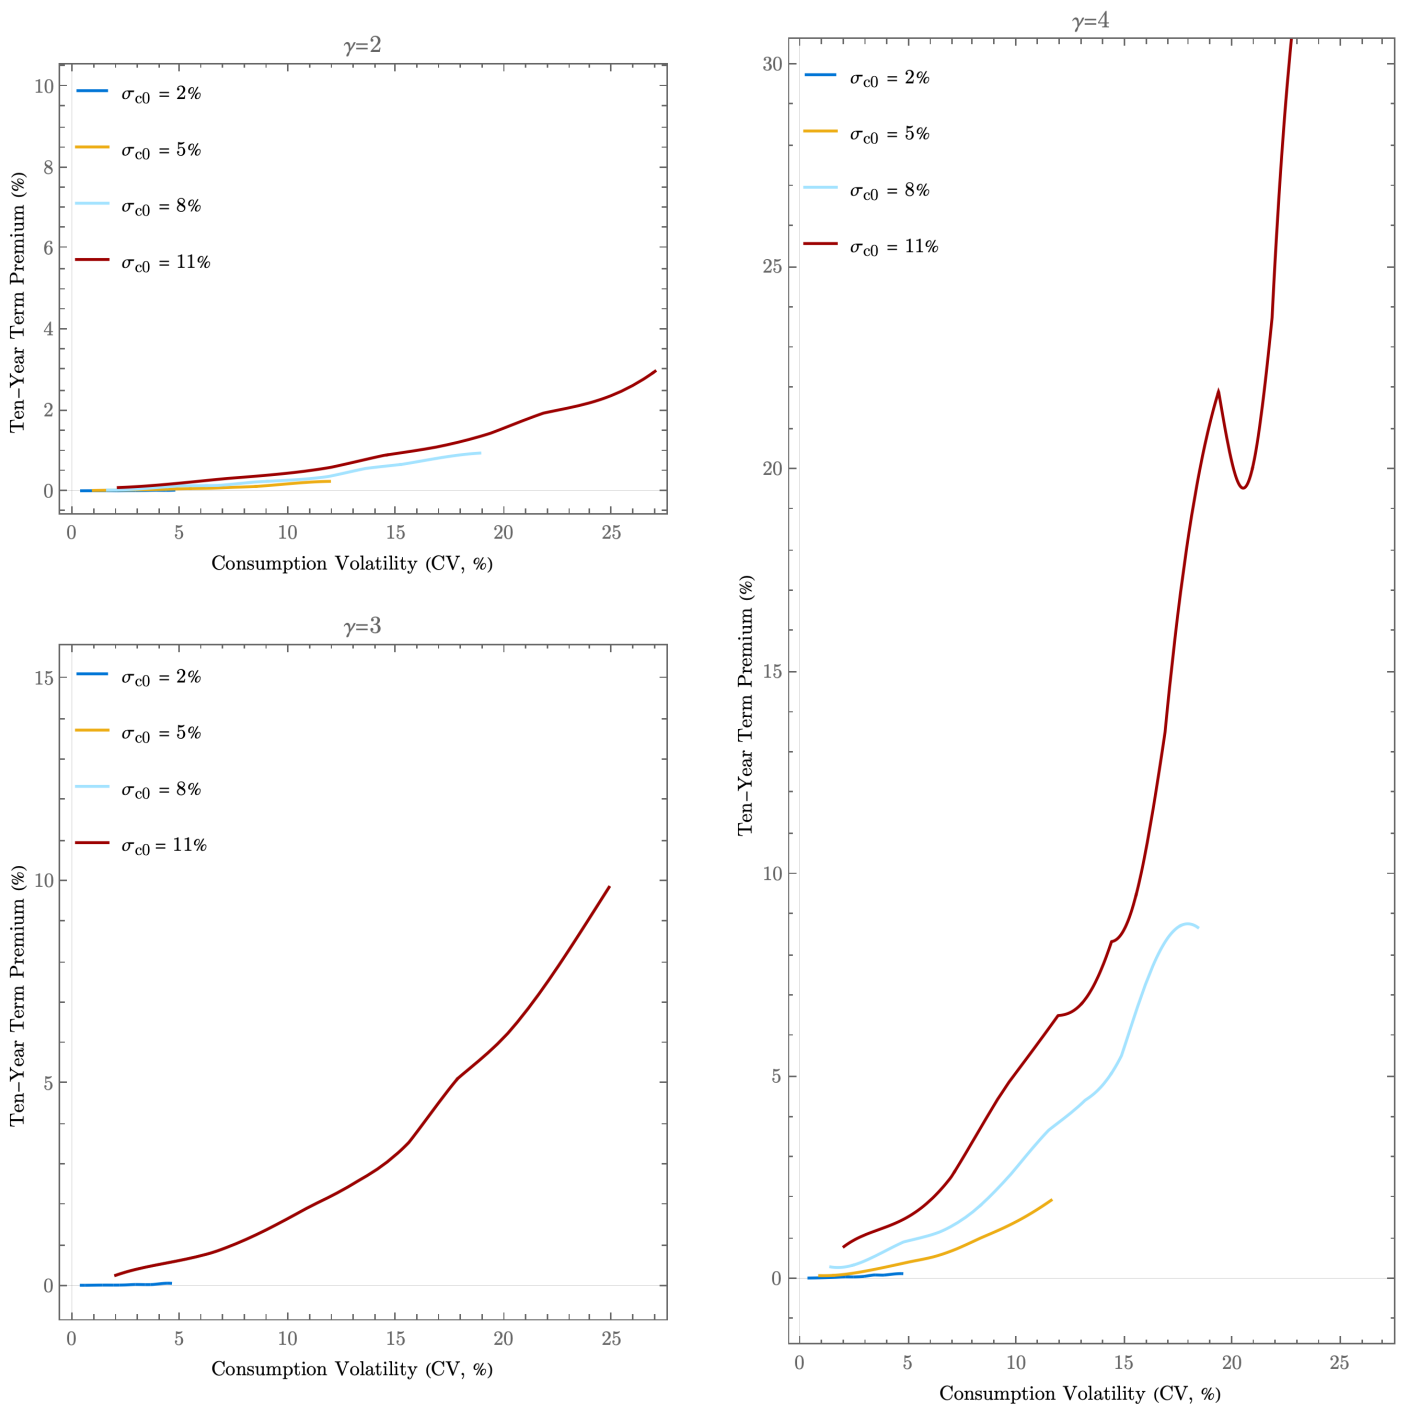 γ=2
10
8
6
4
2
0
Ten–Year Term Premium (%)
σc0 = 2%
σc0 = 5%
σc0 = 8%
σc0 = 11%
0 5 10 15 20 25
Consumption Volatility (CV, %)
γ=3
15
10
5
0
Ten–Year Term Premium (%)
σc0 = 2%
σc0 = 5%
σc0 = 8%
σc0 = 11%
0 5 10 15 20 25
Consumption Volatility (CV, %)
γ=4
30
25
20
15
10
5
0
Ten–Year Term Premium (%)
σc0 = 2%
σc0 = 5%
σc0 = 8%
σc0 = 11%
0 5 10 15 20 25
Consumption Volatility (CV, %)